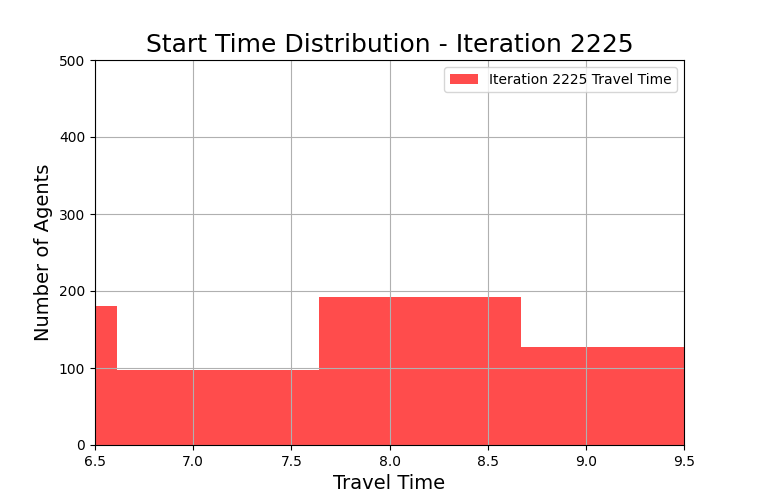 Start Time Distribution - Iteration 2225
Iteration 2225 Travel Time
Number of Agents
500
400
300
200
100
0
6.5 7.0 7.5 8.0 8.5 9.0 9.5
Travel Time